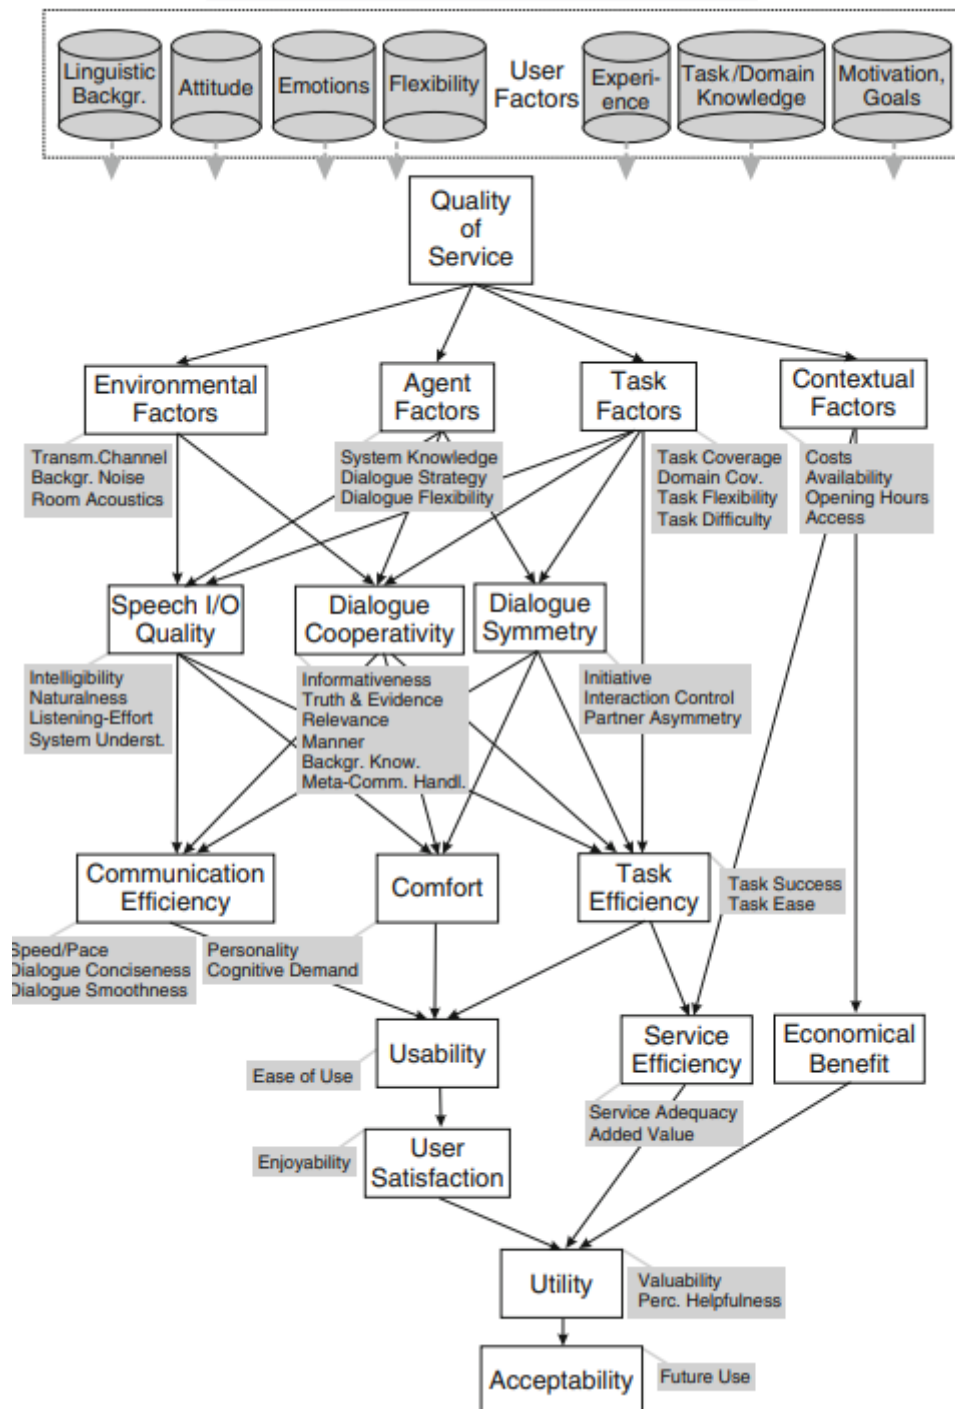 Linguistic
Backgr.
Attitude
Emotions
Flexibility
User
Factors
Experi-
ence
Task/Domain
Knowledge
Motivation,
Goals
Quality
of
Service
Environmental
Factors
Agent
Factors
Task
Factors
Contextual
Factors
Transm.Channel
Backgr. Noise
Room Acoustics
System Knowledge
Dialogue Strategy
Dialogue Flexibility
Task Coverage
Domain Cov.
Task Flexibility
Task Difficulty
Costs
Availability
Opening Hours
Access
Speech I/O
Quality
Dialogue
Cooperativity
Dialogue
Symmetry
Intelligibility
Naturalness
Listening-Effort
System Underst.
Informativeness
Truth & Evidence
Relevance
Manner
Backgr. Know.
Meta-Comm. Handl.
Initiative
Interaction Control
Partner Asymmetry
Communication
Efficiency
Comfort
Task
Efficiency
Task Success
Task Ease
Speed/Pace
Dialogue Conciseness
Dialogue Smoothness
Personality
Cognitive Demand
Usability
Service
Efficiency
Economical
Benefit
Ease of Use
Service Adequacy
Added Value
User
Satisfaction
Enjoyability
Utility
Valuability
Perc. Helpfulness
Acceptability
Future Use